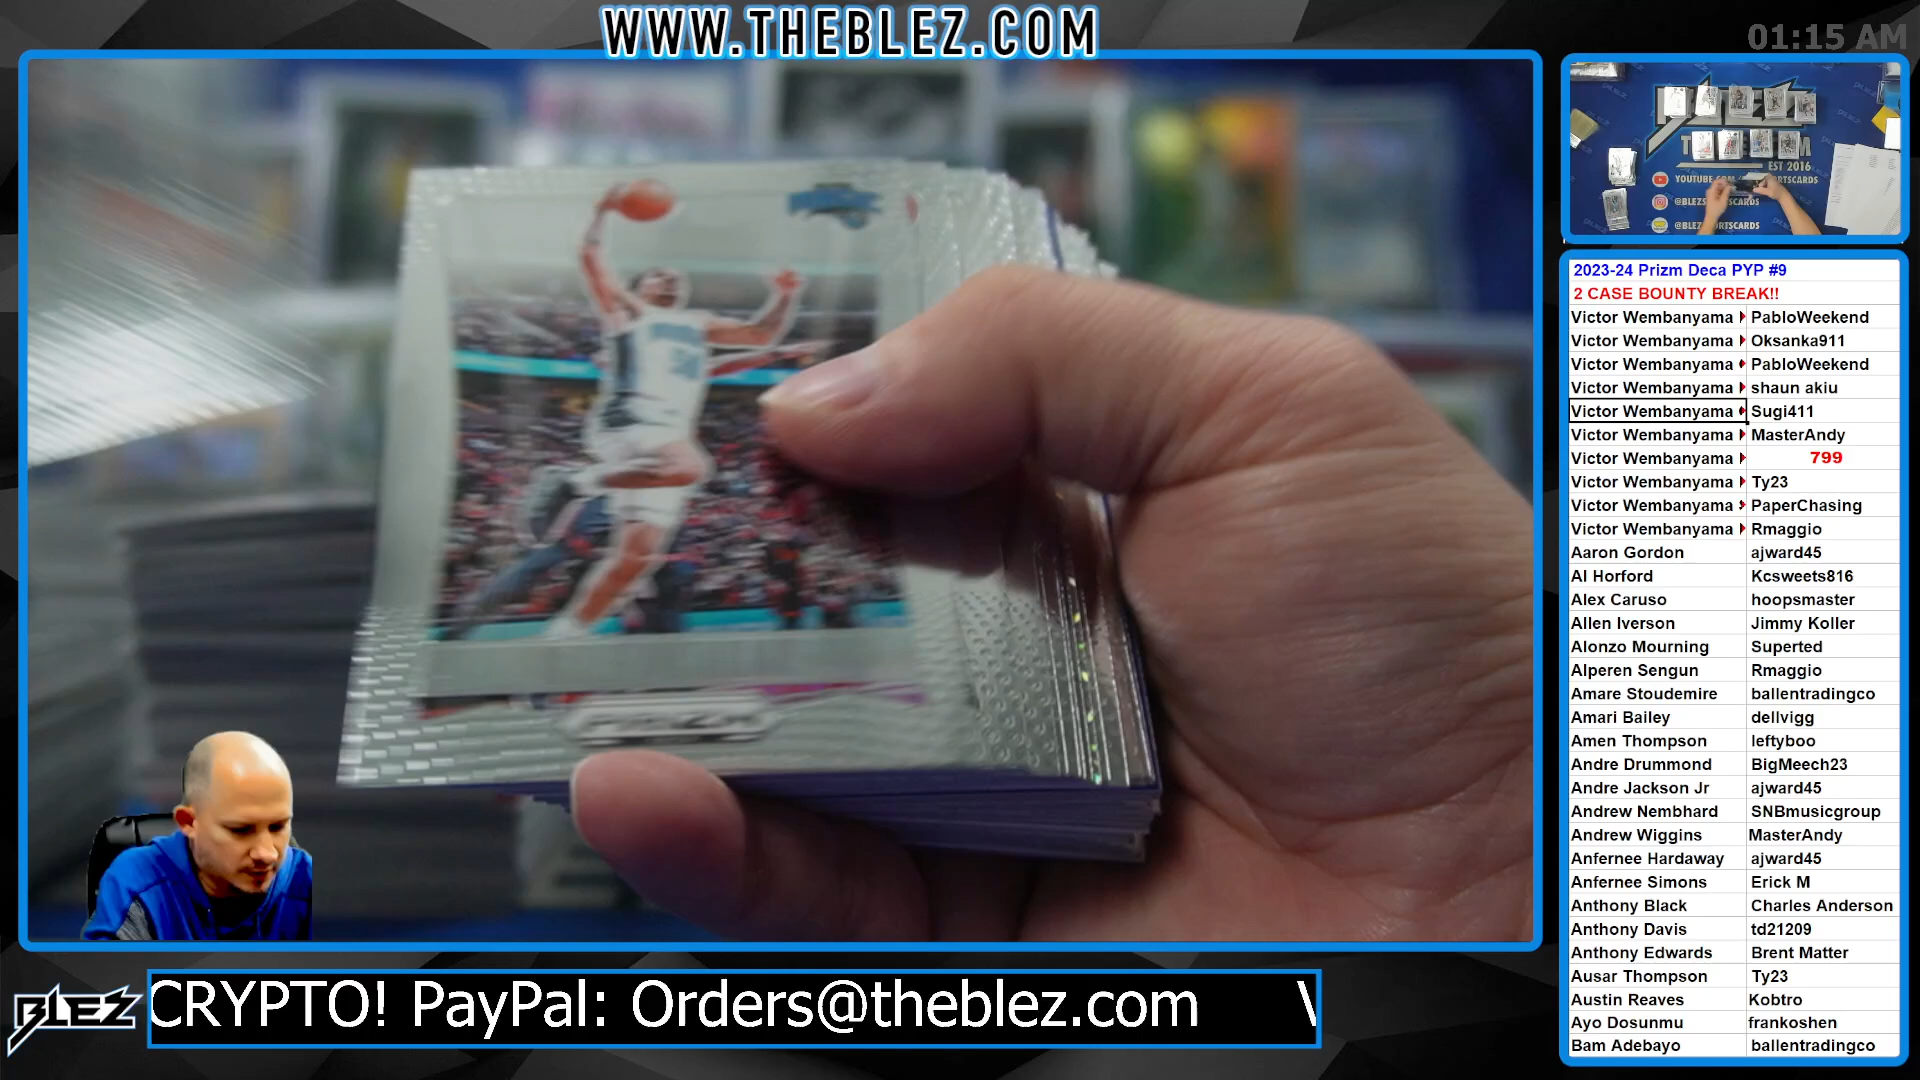 WWW.THEBLEZ.COM
01:15 AM
EST 2016
@BLEZ
2023-24 Prizm Deca PYP #9
2 CASE BOUNTY BREAK!!
Victor Wembanyama PabloWeekend
Victor Wembanyama Oksanka911
Victor Wembanyama PabloWeekend
Victor Wembanyama shaun akiu
Victor Wembanyama Sugi411
Victor Wembanyama MasterAndy
Victor Wembanyama 799
Victor Wembanyama Ty23
Victor Wembanyama PaperChasing
Victor Wembanyama Rmaggio
Aaron Gordon ajward45
Al Horford Kcsweets816
Alex Caruso hoopsmaster
Allen Iverson Jimmy Koller
Alonzo Mourning Superted
Alperen Sengun Rmaggio
Amare Stoudemire ballentradingco
Amari Bailey dellvigg
Amen Thompson leftyboo
Andre Drummond BigMeech23
Andre Jackson Jr ajward45
Andrew Nembhard SNBmusicgroup
Andrew Wiggins MasterAndy
Anfernee Hardaway ajward45
Anfernee Simons Erick M
Anthony Black Charles Anderson
Anthony Davis td21209
Anthony Edwards Brent Matter
Ausar Thompson Ty23
Austin Reaves Kobtro
Ayo Dosunmu frankoshen
Bam Adebayo ballentradingco
PRIZM
BLEZ
CRYPTO! PayPal: Orders@theblez.com